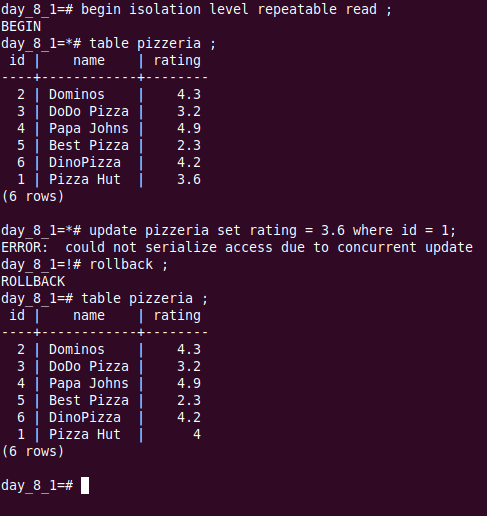 day_8_1=# begin isolation level repeatable read ;
BEGIN
day_8_1=*# table pizzeria ;
 id |    name    | rating
----+------------+--------
  2 | Dominos    |    4.3
  3 | DoDo Pizza |    3.2
  4 | Papa Johns |    4.9
  5 | Best Pizza |    2.3
  6 | DinoPizza  |    4.2
  1 | Pizza Hut  |    3.6
(6 rows)

day_8_1=*# update pizzeria set rating = 3.6 where id = 1;
ERROR:  could not serialize access due to concurrent update
day_8_1=!# rollback ;
ROLLBACK
day_8_1=# table pizzeria ;
 id |    name    | rating
----+------------+--------
  2 | Dominos    |    4.3
  3 | DoDo Pizza |    3.2
  4 | Papa Johns |    4.9
  5 | Best Pizza |    2.3
  6 | DinoPizza  |    4.2
  1 | Pizza Hut  |      4
(6 rows)

day_8_1=#